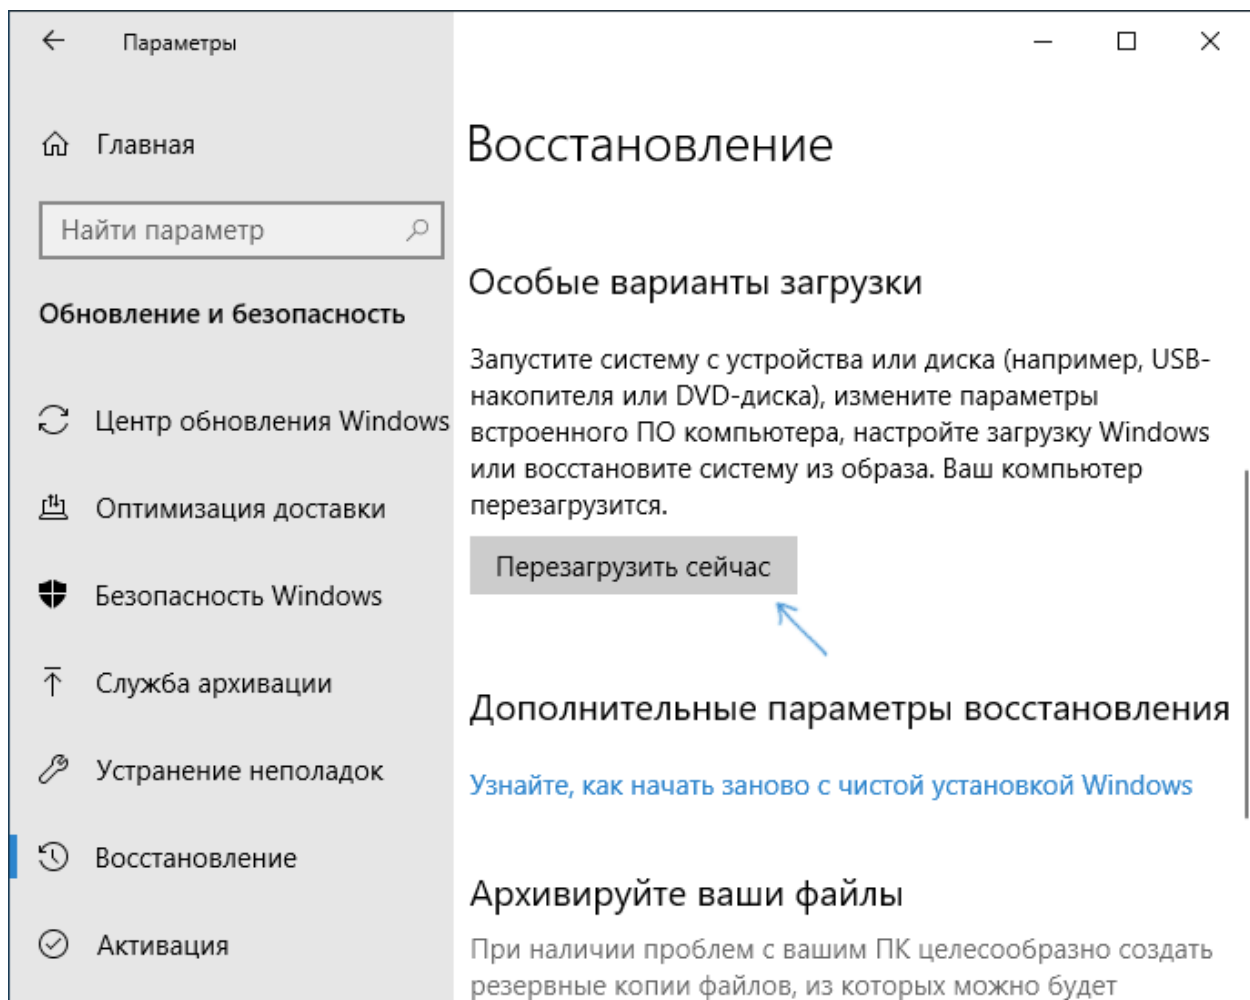 Параметры
Главная
Найти параметр
Обновление и безопасность
Центр обновления Windows
Оптимизация доставки
Безопасность Windows
Служба архивации
Устранение неполадок
Восстановление
Активация
Восстановление
Особые варианты загрузки
Запустите систему с устройства или диска (например, USB-
накопителя или DVD-диска), измените параметры
встроенного ПО компьютера, настройте загрузку Windows
или восстановите систему из образа. Ваш компьютер
перезагрузится.
Перезагрузить сейчас
Дополнительные параметры восстановления
Узнайте, как начать заново с чистой установкой Windows
Архивируйте ваши файлы
При наличии проблем с вашим ПК целесообразно создать
резервные копии файлов, из которых можно будет